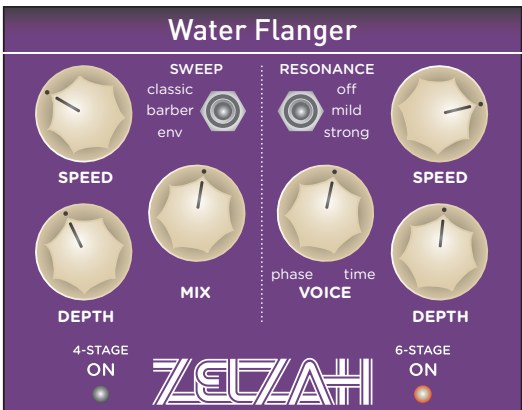 Water Flanger
SWEEP
classic
barber
env
RESONANCE
off
mild
strong
SPEED
SPEED
MIX
phase time
VOICE
DEPTH
DEPTH
4-STAGE
ON
ZELZAH
6-STAGE
ON